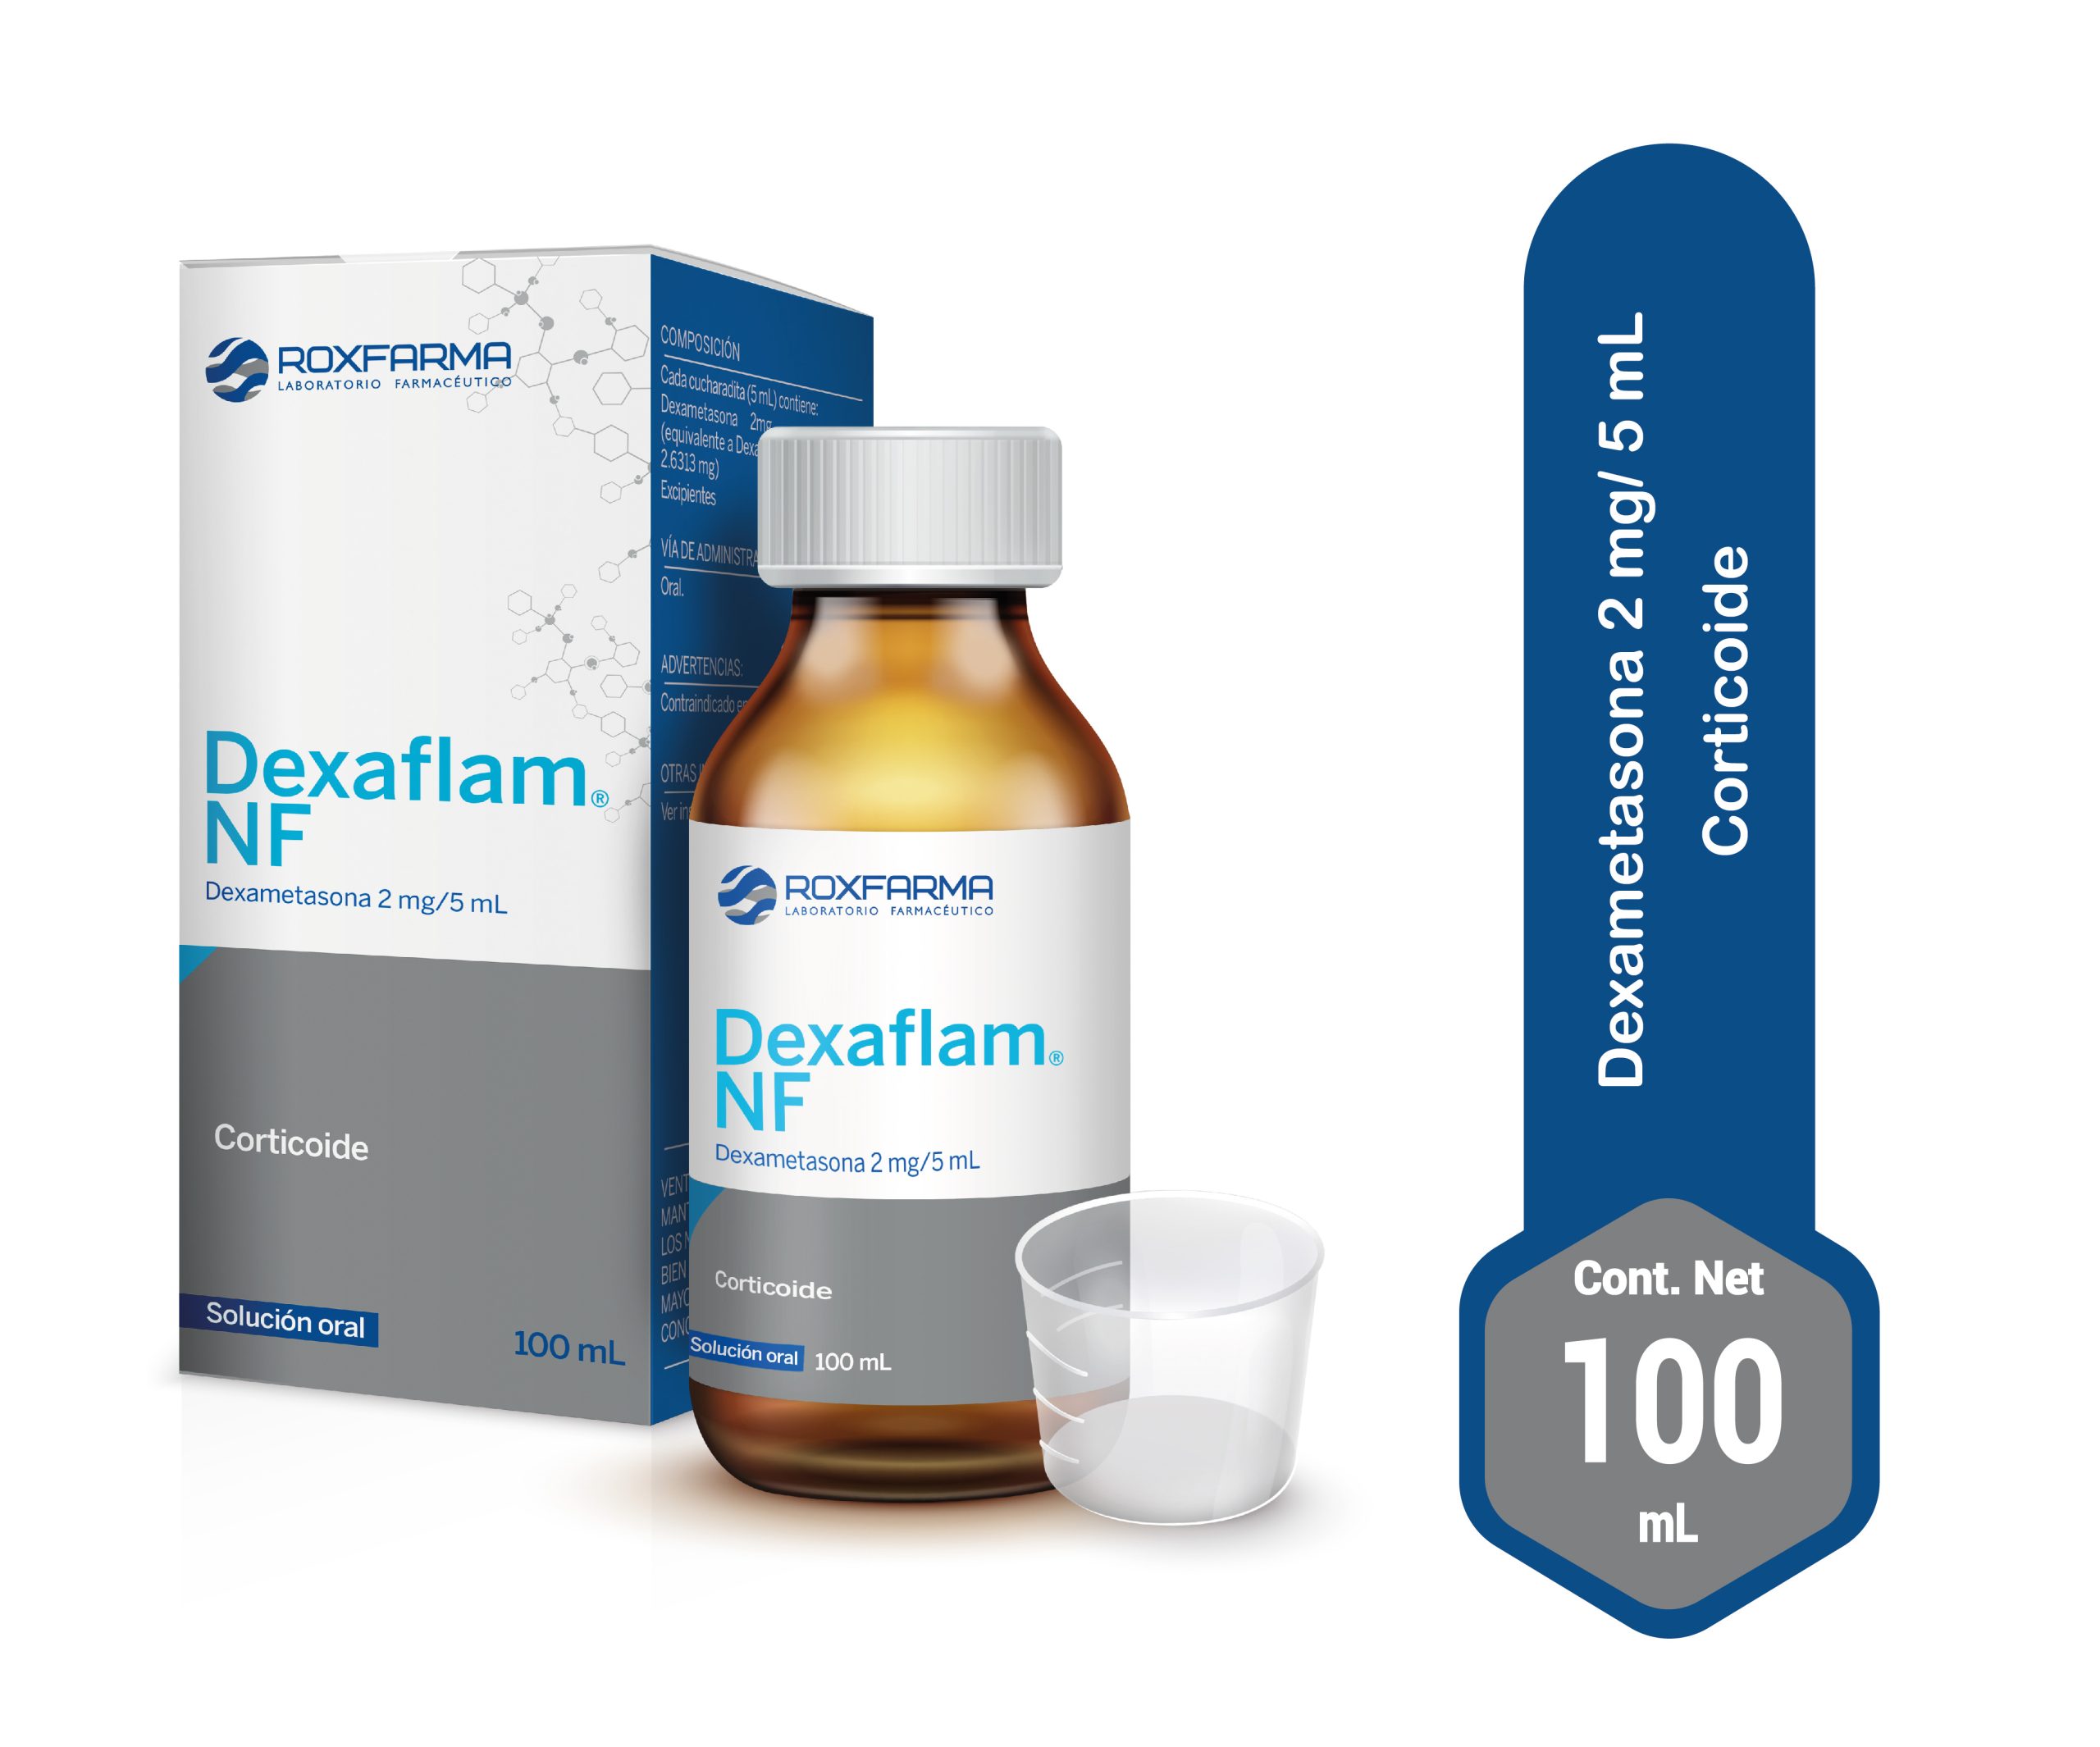 ROXFARMA
LABORATORIO FARMACÉUTICO
Dexaflam®
NF
Dexametasona 2 mg/5 mL
Corticoide
Solución oral
100 mL
COMPOSICIÓN
Cada cucharadita (5 mL) contiene:
Dexametasona 2mg
(equivalente a
2.6313 mg)
Excipientes
VÍA DE
Oral.
ADVERTENCIAS:
Contraindicado
OTRAS
Ver
ROXFARMA
LABORATORIO FARMACÉUTICO
Dexaflam®
NF
Dexametasona 2 mg/5 mL
Corticoide
Solución oral 100 mL
Dexametasona 2 mg/ 5 mL
Corticoide
Cont. Net
100
mL